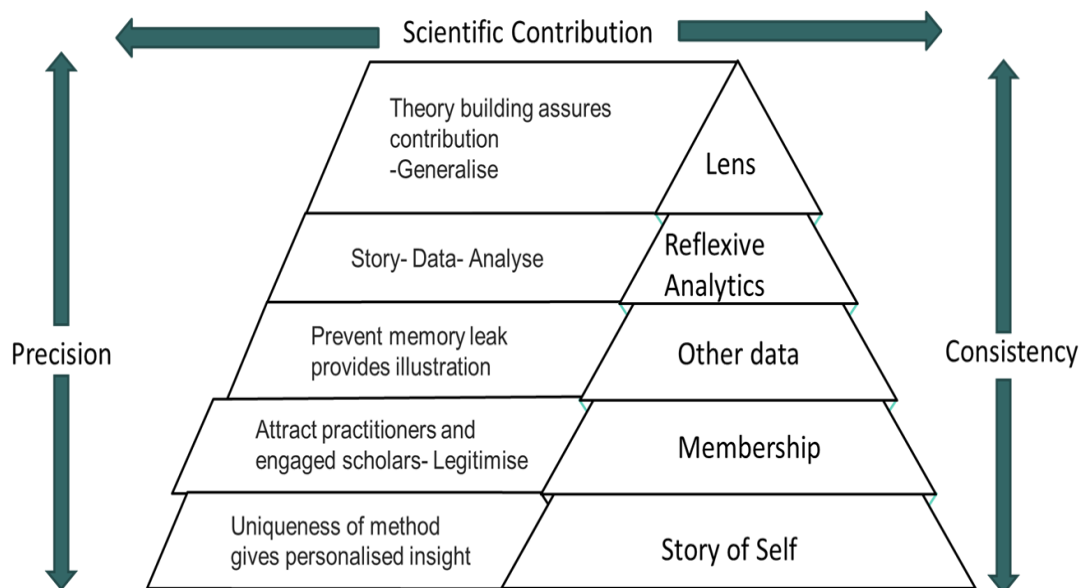 Scientific Contribution
Theory building assures
contribution
-Generalise
Lens
Story- Data- Analyse
Reflexive
Analytics
Prevent memory leak
provides illustration
Other data
Precision
Consistency
Attract practitioners and
engaged scholars- Legitimise
Membership
Uniqueness of method
gives personalised insight
Story of Self